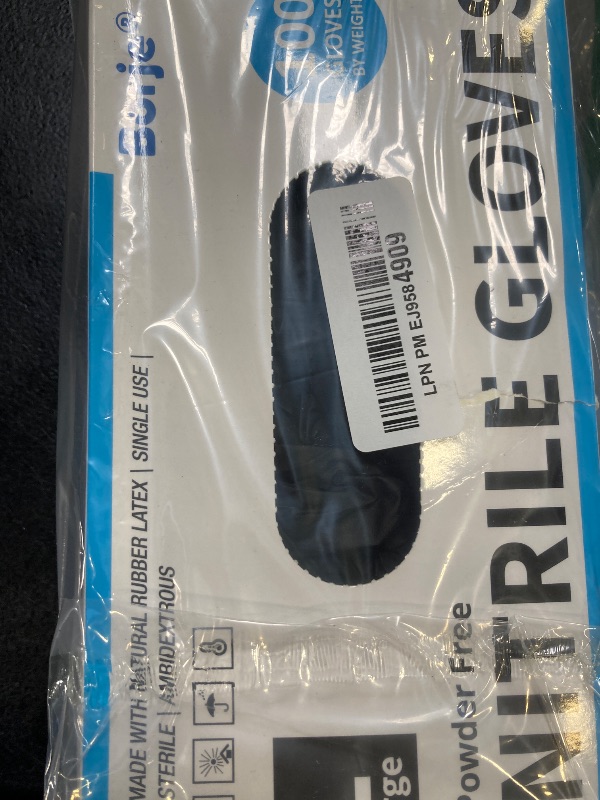 Börje®
100
GLOVES
BY WEIGHT
NITRILE GLOVES
Powder Free
LPN PM EJ9584909
MADE WITH NATURAL RUBBER LATEX | SINGLE USE |
STERILE | AMBIDEXTROUS